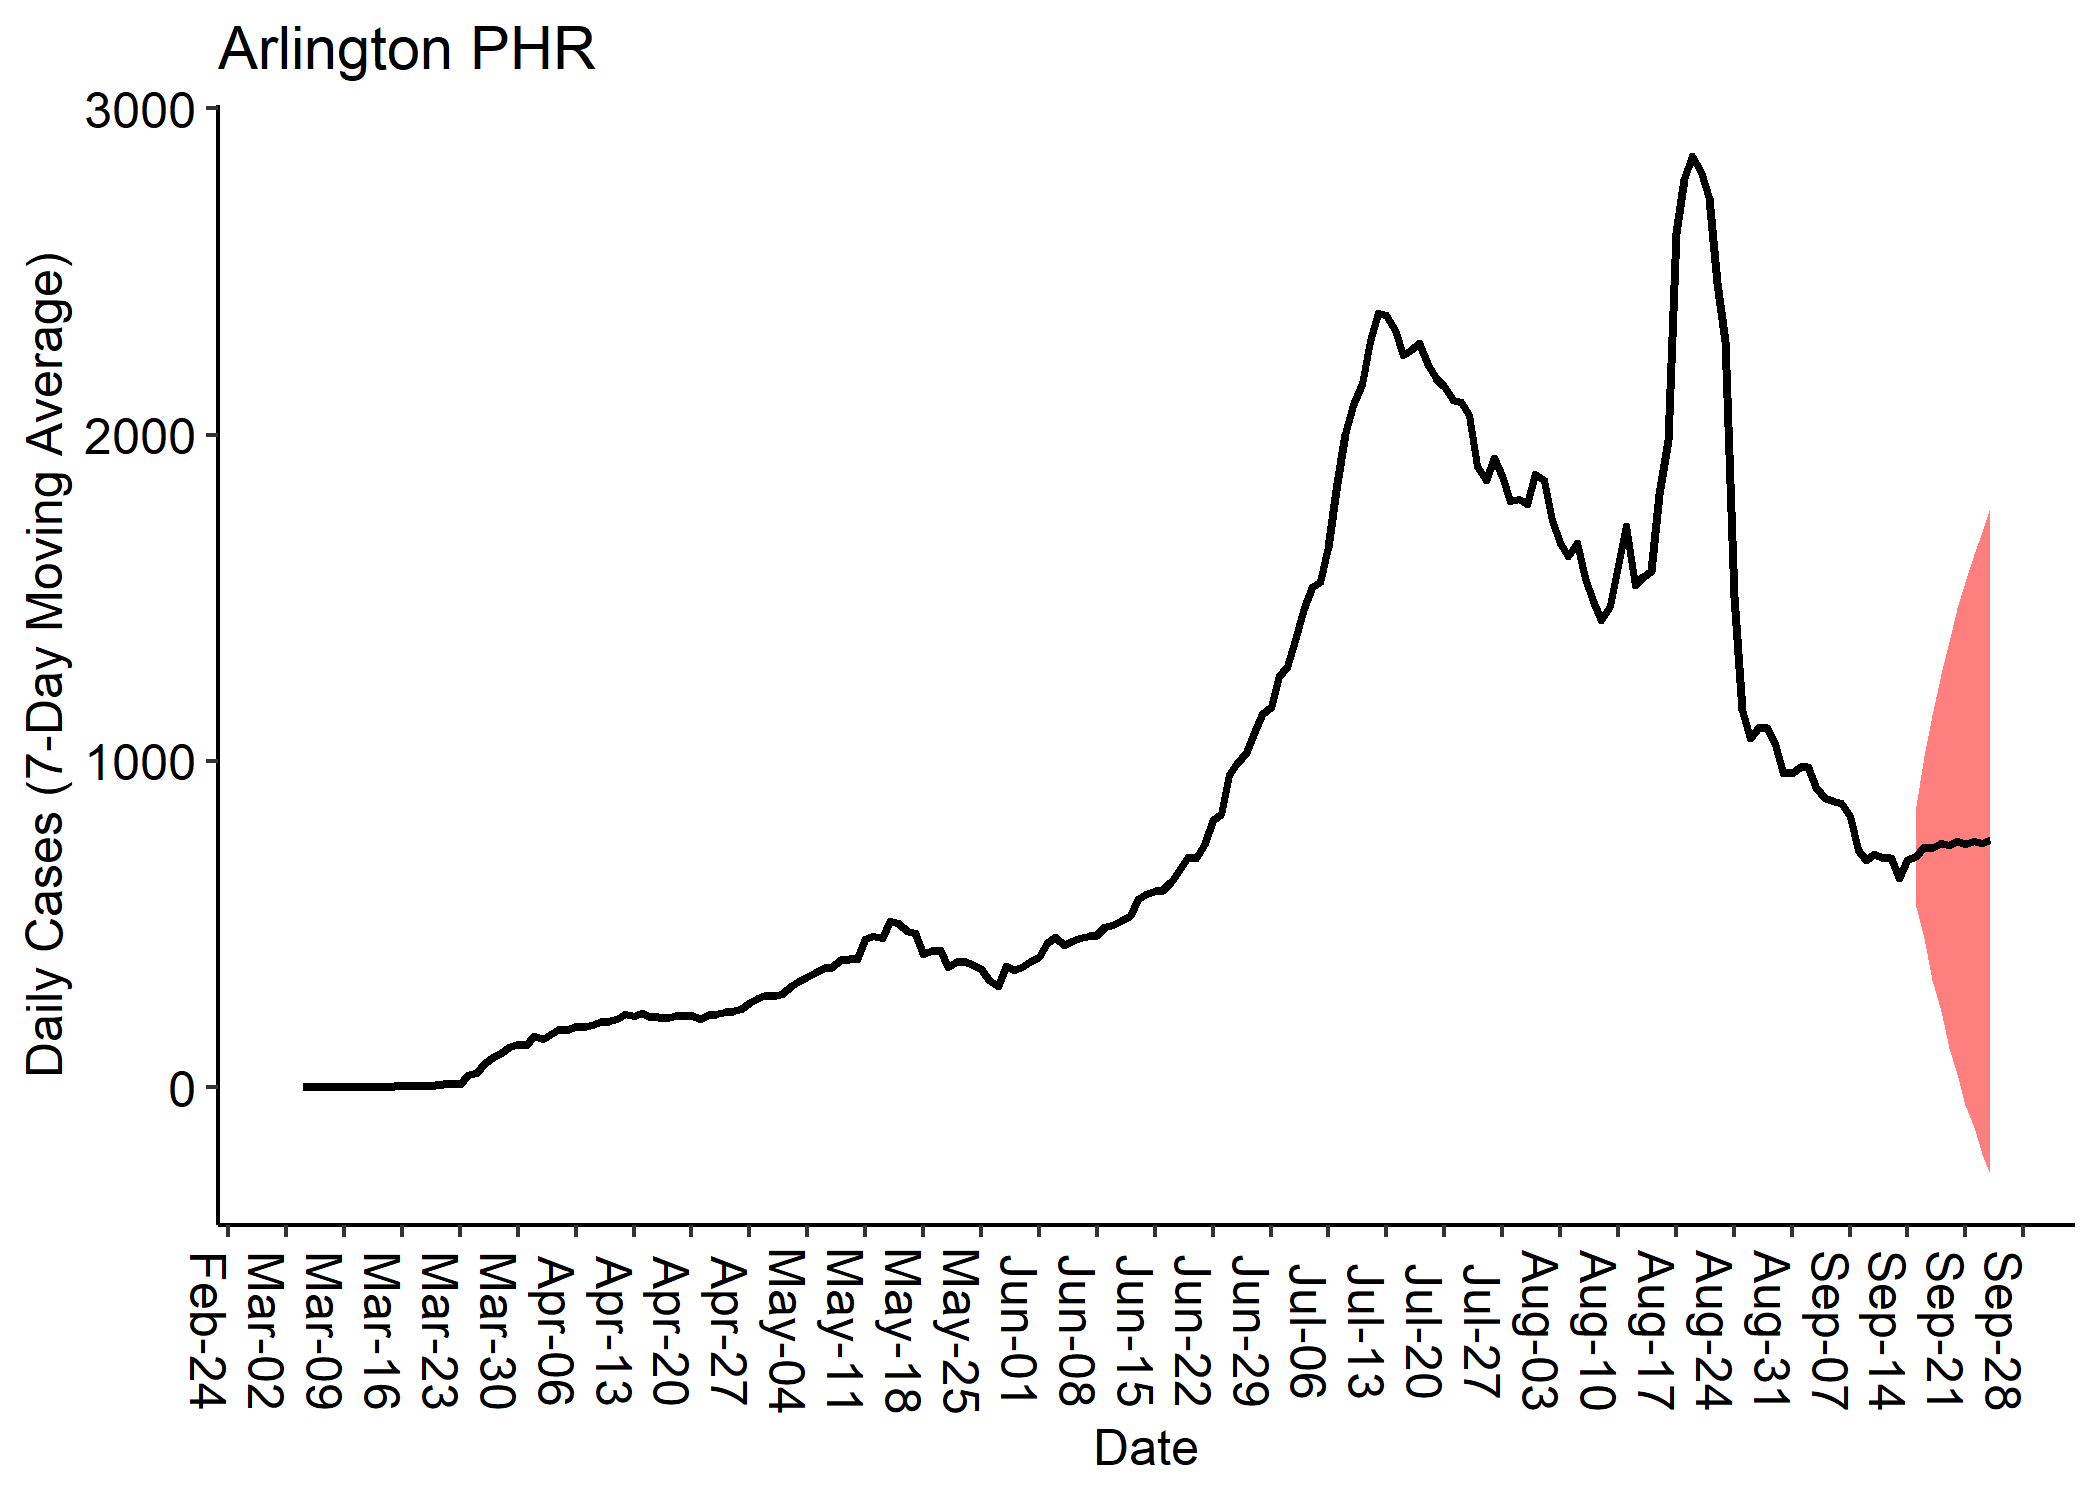 Arlington PHR
Daily Cases (7-Day Moving Average)
3000
2000
1000
0
Feb-24
Mar-02
Mar-09
Mar-16
Mar-23
Mar-30
Apr-06
Apr-13
Apr-20
Apr-27
May-04
May-11
May-18
May-25
Jun-01
Jun-08
Jun-15
Jun-22
Jun-29
Jul-06
Jul-13
Jul-20
Jul-27
Aug-03
Aug-10
Aug-17
Aug-24
Aug-31
Sep-07
Sep-14
Sep-21
Sep-28
Date